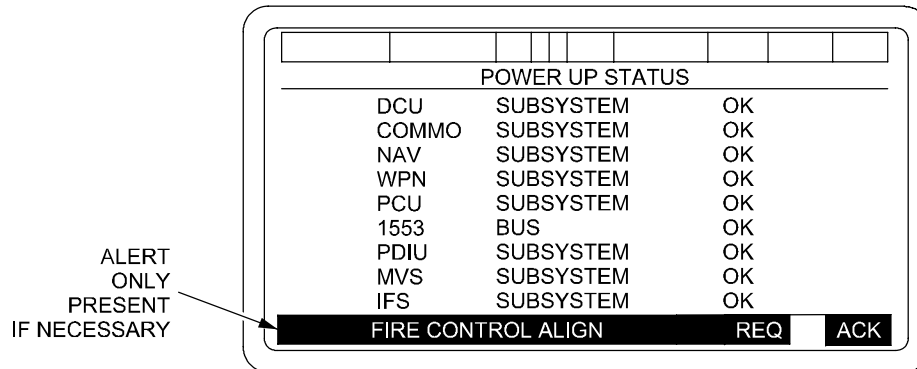 POWER UP STATUS
DCU SUBSYSTEM OK
COMMO SUBSYSTEM OK
NAV SUBSYSTEM OK
WPN SUBSYSTEM OK
PCU SUBSYSTEM OK
1553 BUS OK
PDIU SUBSYSTEM OK
MVS SUBSYSTEM OK
IFS SUBSYSTEM OK
FIRE CONTROL ALIGN REQ ACK
ALERT
ONLY
PRESENT
IF NECESSARY